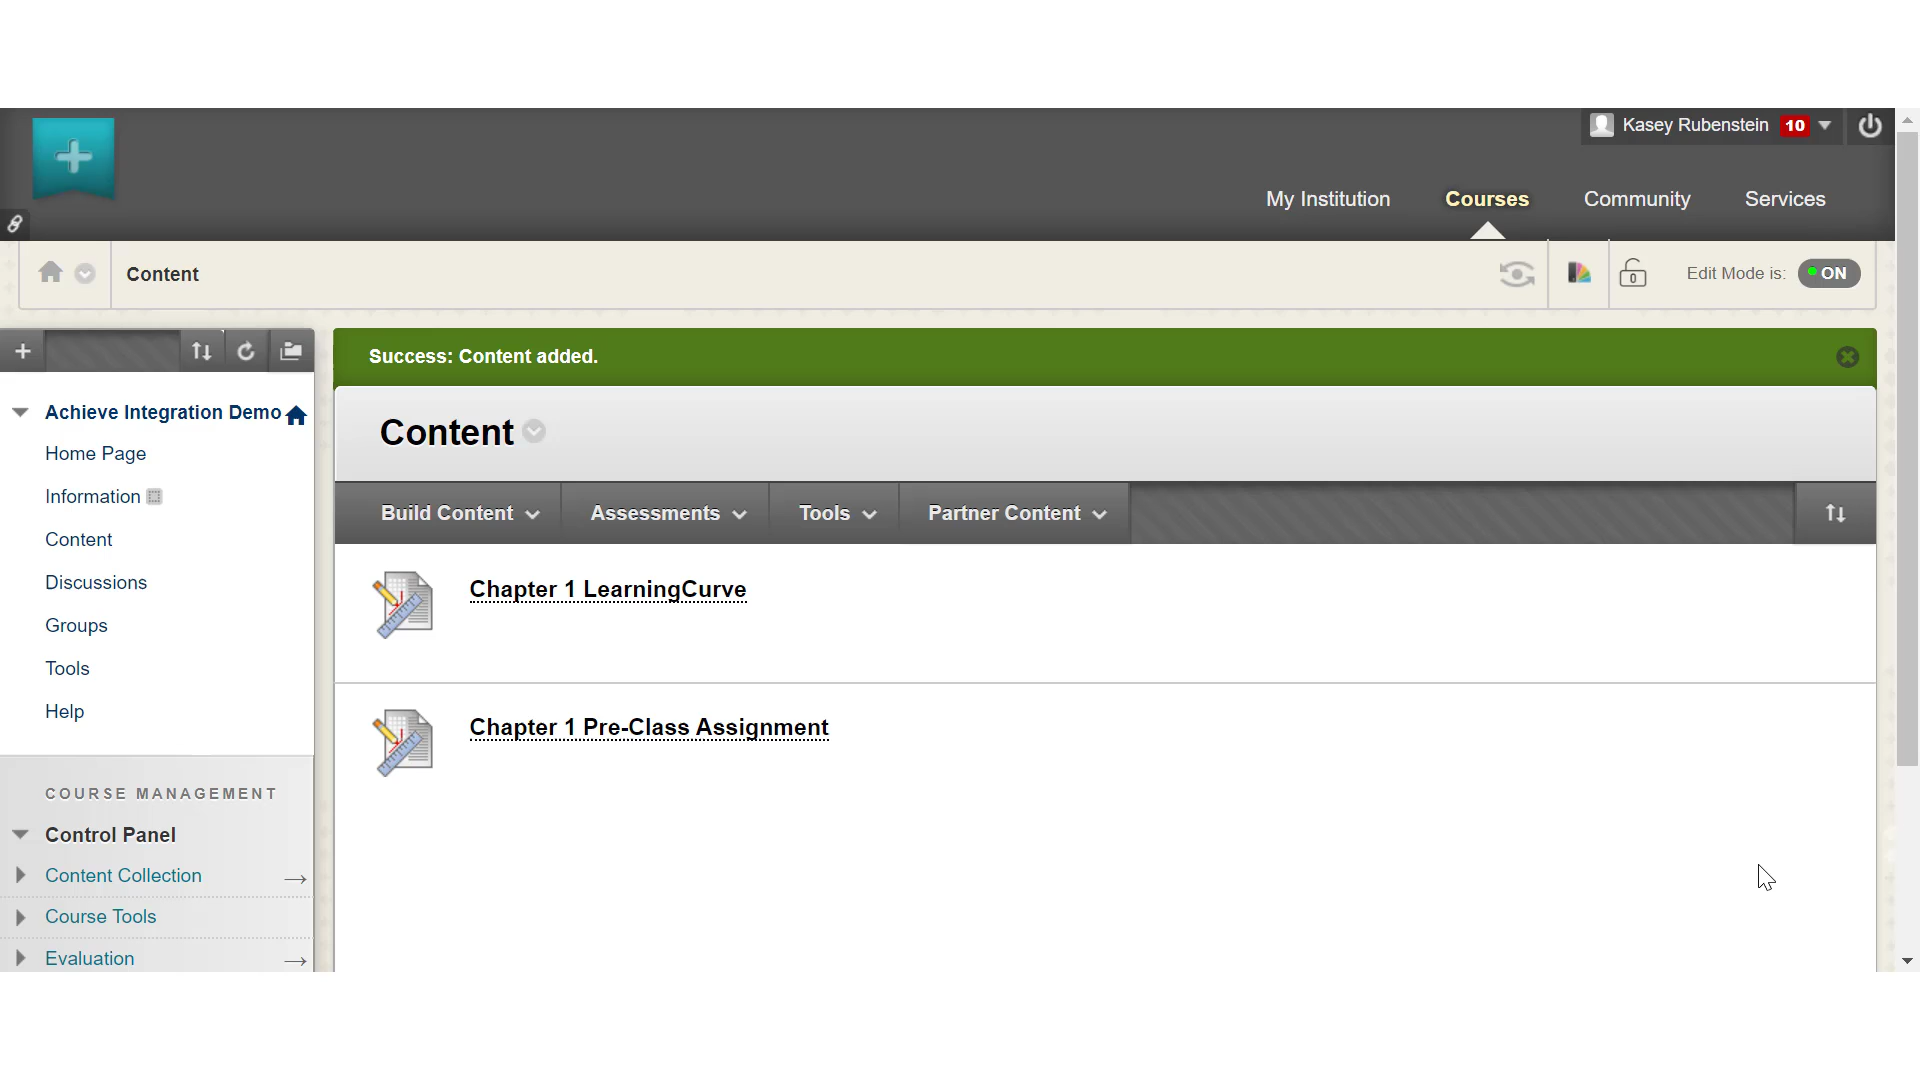 Kasey Rubenstein 10
My Institution Courses Community Services
Content Edit Mode is: ON
Success: Content added.
Achieve Integration Demo
Home Page
Information
Content
Discussions
Groups
Tools
Help
COURSE MANAGEMENT
Control Panel
Content Collection
Course Tools
Evaluation
Content
Build Content Assessments Tools Partner Content
Chapter 1 LearningCurve
Chapter 1 Pre-Class Assignment